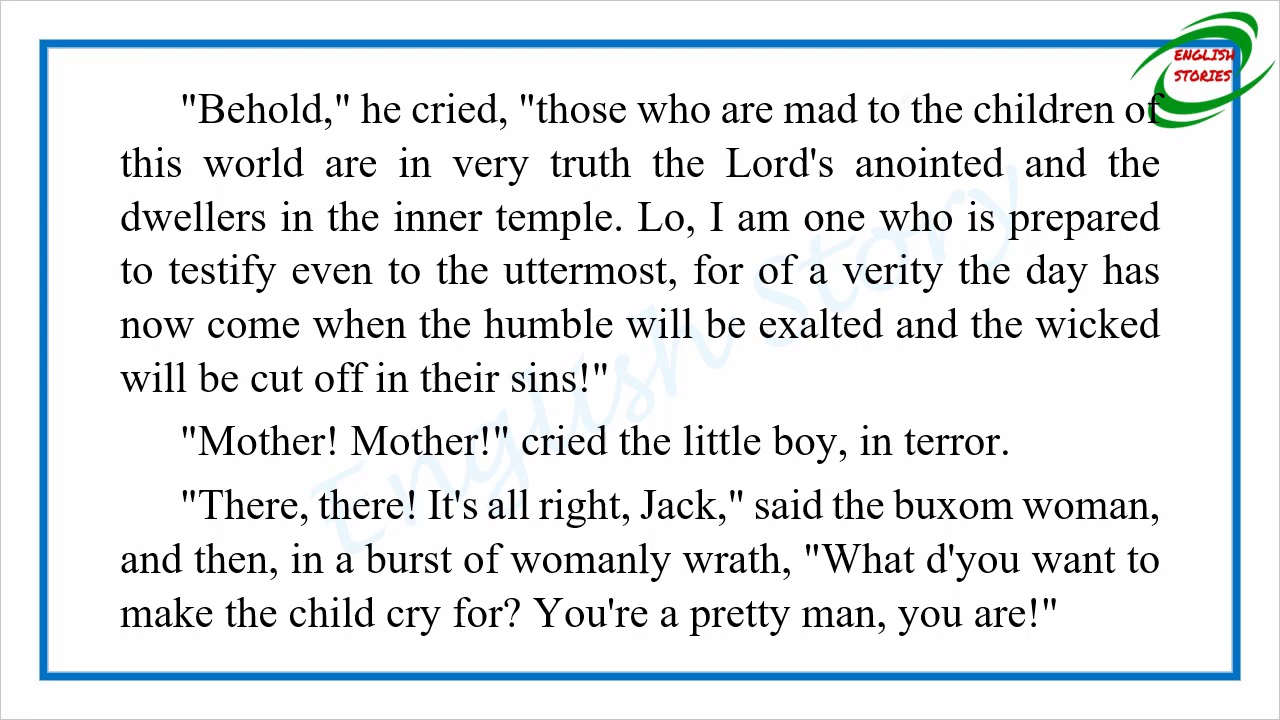 ENGLISH
STORIES
"Behold," he cried, "those who are mad to the children of
this world are in very truth the Lord's anointed and the
dwellers in the inner temple. Lo, I am one who is prepared
to testify even to the uttermost, for of a verity the day has
now come when the humble will be exalted and the wicked
will be cut off in their sins!"
"Mother! Mother!" cried the little boy, in terror.
"There, there! It's all right, Jack," said the buxom woman,
and then, in a burst of womanly wrath, "What d'you want to
make the child cry for? You're a pretty man, you are!"
English Story